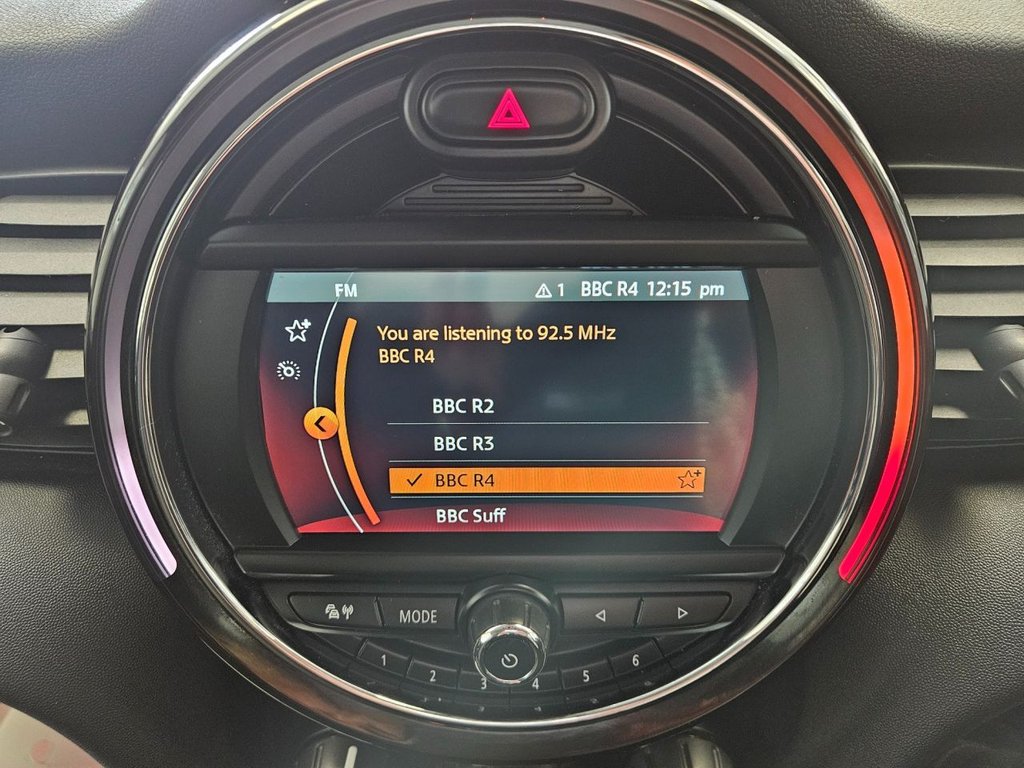 FM 1 BBC R4 12:15 pm
You are listening to 92.5 MHz
BBC R4
BBC R2
BBC R3
BBC R4
BBC Suff
MODE
1 2 3 4 5 6